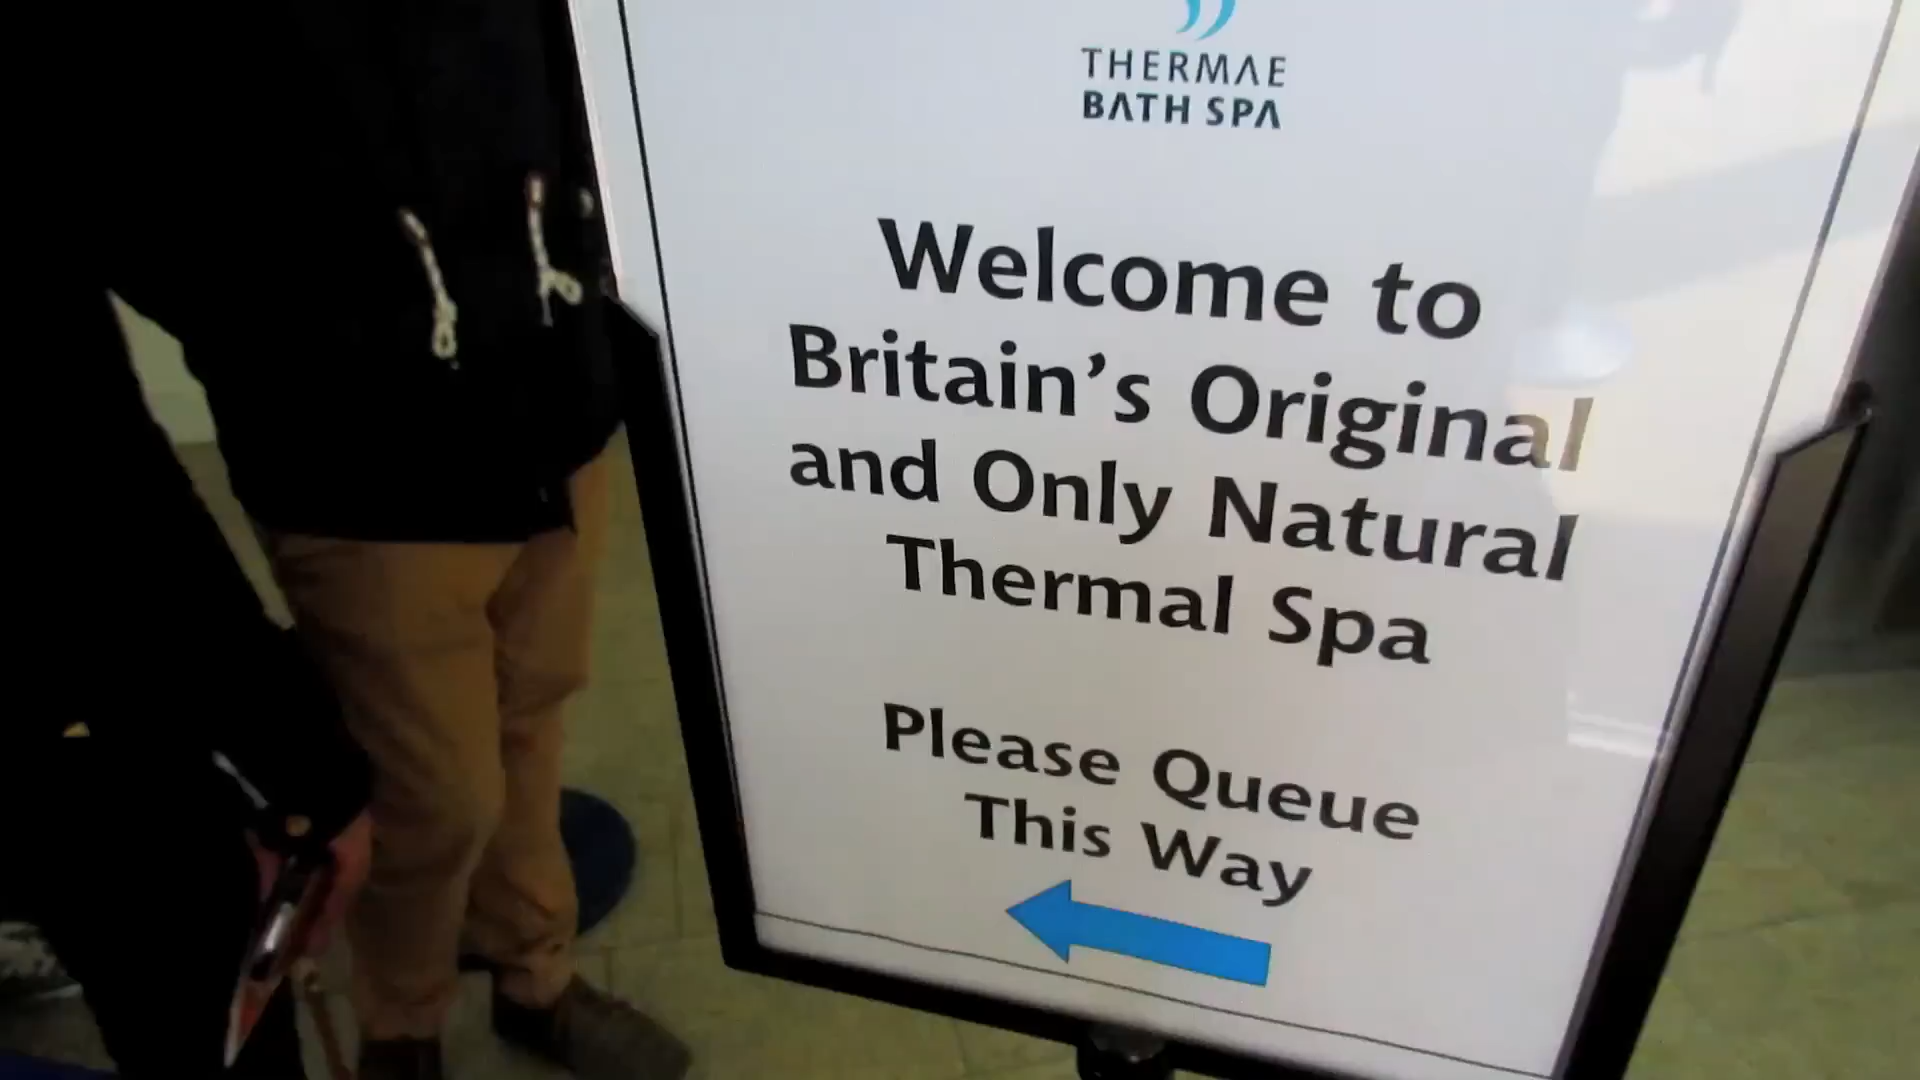 THERMAE
BATH SPA
Welcome to
Britain's Original
and Only Natural
Thermal Spa
Please Queue
This Way